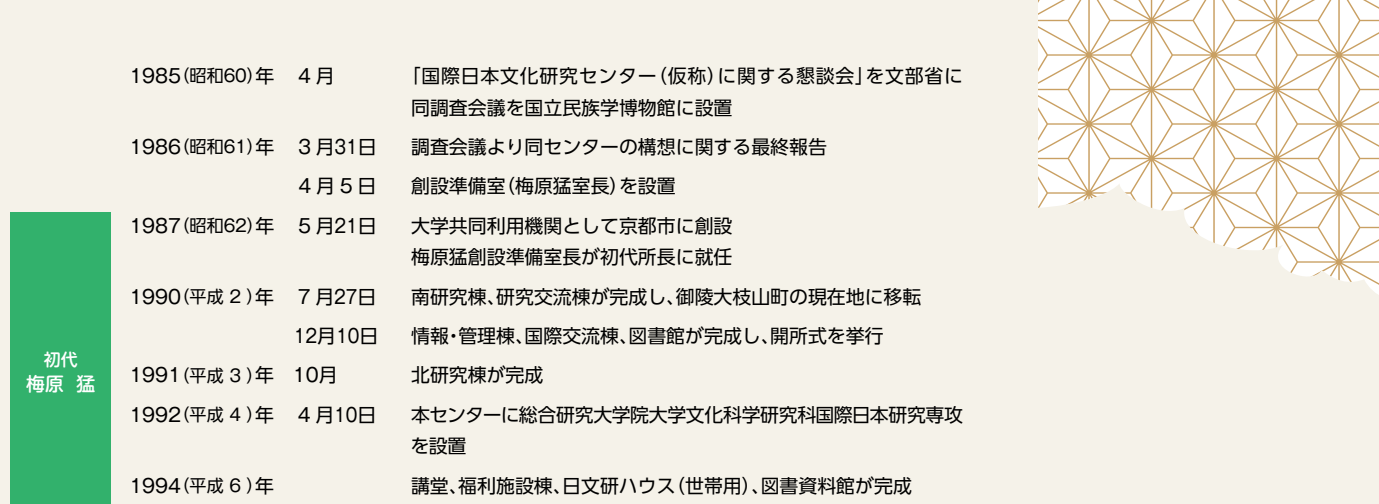 1985(昭和60)年 4月 「国際日本文化研究センター(仮称)に関する懇談会」を文部省に
同調査会議を国立民族学博物館に設置
1986(昭和61)年 3月31日 調査会議より同センターの構想に関する最終報告
4月5日 創設準備室(梅原猛室長)を設置
1987(昭和62)年 5月21日 大学共同利用機関として京都市に創設
梅原猛創設準備室長が初代所長に就任
1990(平成2)年 7月27日 南研究棟、研究交流棟が完成し、御陵大枝山町の現在地に移転
12月10日 情報・管理棟、国際交流棟、図書館が完成し、開所式を挙行
初代
梅原 猛
1991(平成3)年 10月 北研究棟が完成
1992(平成4)年 4月10日 本センターに総合研究大学院大学文化科学研究科国際日本研究専攻
を設置
1994(平成6)年 講堂、福利施設棟、日文研ハウス(世帯用)、図書資料館が完成